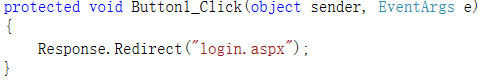 protected void Button1_Click(object sender, EventArgs e)
{
    Response.Redirect("login.aspx");
}